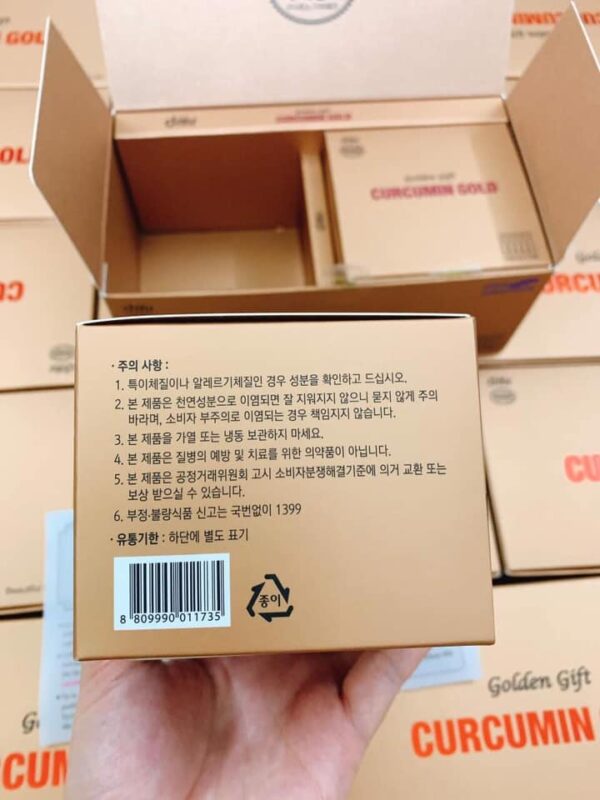 CURCUMIN GOLD
CURCUMIN GOLD
· 주의 사항 :
1. 특이체질이나 알레르기체질인 경우 성분을 확인하고 드십시오.
2. 본 제품은 천연성분으로 이염되면 잘 지워지지 않으니 묻지 않게 주의
바라며, 소비자 부주의로 이염되는 경우 책임지지 않습니다.
3. 본 제품을 가열 또는 냉동 보관하지 마세요.
4. 본 제품은 질병의 예방 및 치료를 위한 의약품이 아닙니다.
5. 본 제품은 공정거래위원회 고시 소비자분쟁해결기준에 의거 교환 또는
보상 받으실 수 있습니다.
6. 부정·불량식품 신고는 국번없이 1399
· 유통기한 : 하단에 별도 표기
8 809990 011735
종이
Golden Gift
CURCUMIN